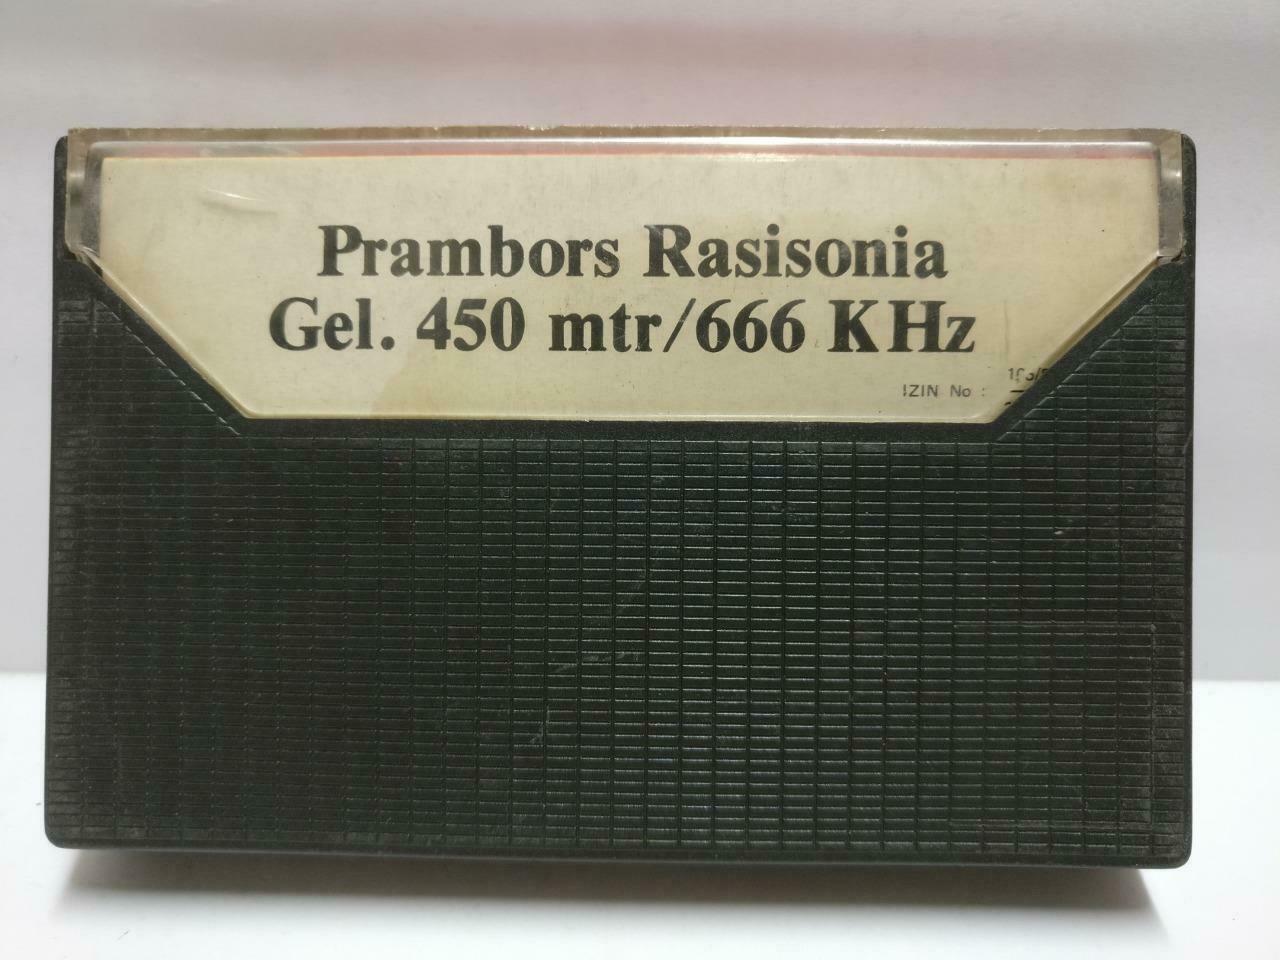 Prambors Rasisonia
Gel. 450 mtr/666 KHz
IZIN No :